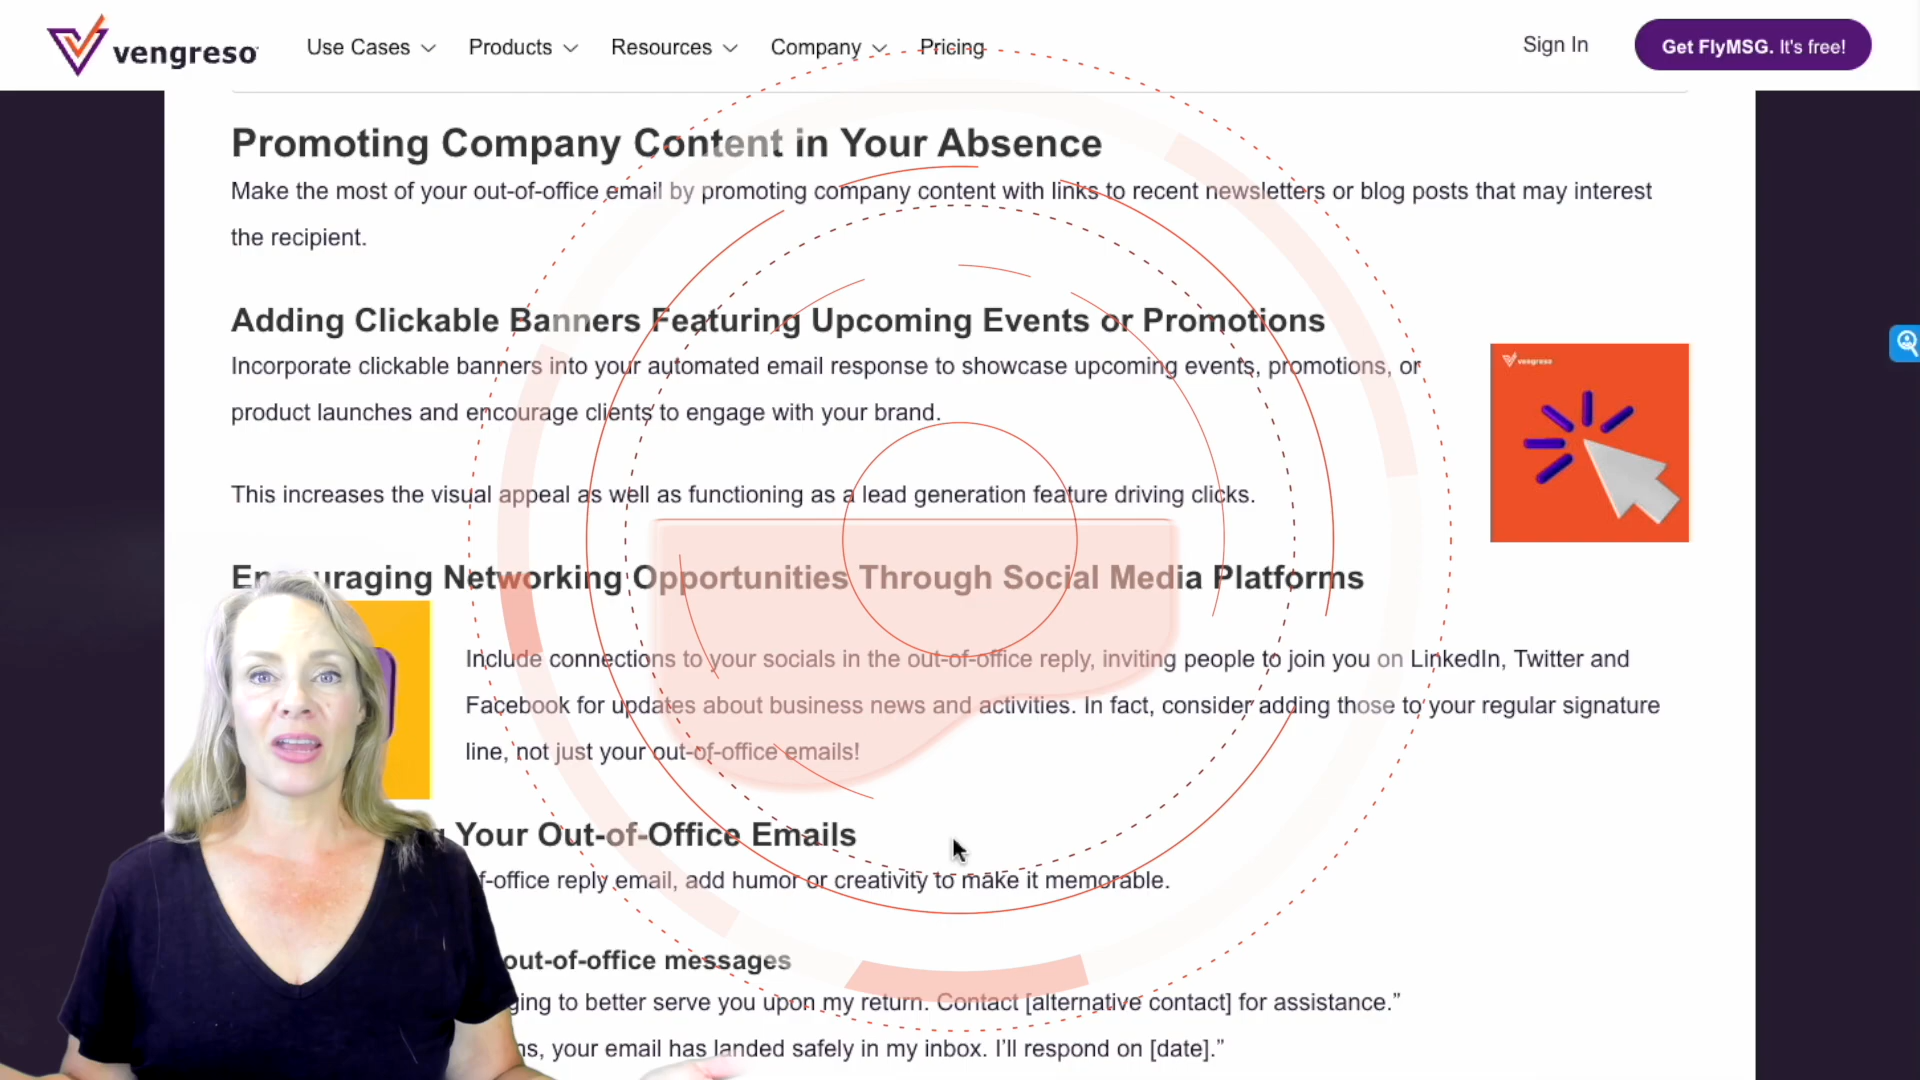 vengreso
Use Cases
Products
Resources
Company
Pricing
Sign In
Get FlyMSG. It's free!
Promoting Company Content in Your Absence
Make the most of your out-of-office email by promoting company content with links to recent newsletters or blog posts that may interest
the recipient.
Adding Clickable Banners Featuring Upcoming Events or Promotions
Incorporate clickable banners into your automated email response to showcase upcoming events, promotions, or
product launches and encourage clients to engage with your brand.
vengreso
This increases the visual appeal as well as functioning as a lead generation feature driving clicks.
Networking Opportunities Through Social Media Platforms
Include connections to your socials in the out-of-office reply, inviting people to join you on LinkedIn, Twitter and
Facebook for updates about business news and activities. In fact, consider adding those to your regular signature
line, not just your out-of-office emails!
Your Out-of-Office Emails
f-office reply email, add humor or creativity to make it memorable.
out-of-office messages
to better serve you upon my return. Contact [alternative contact] for assistance.”
your email has landed safely in my inbox. I’ll respond on [date].”